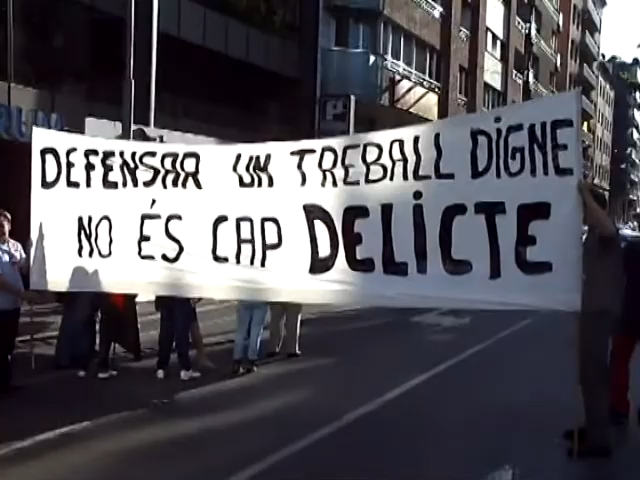 DEFENSAR UN TREBALL DiGNE
NO ÉS CAP DELiCTE
P